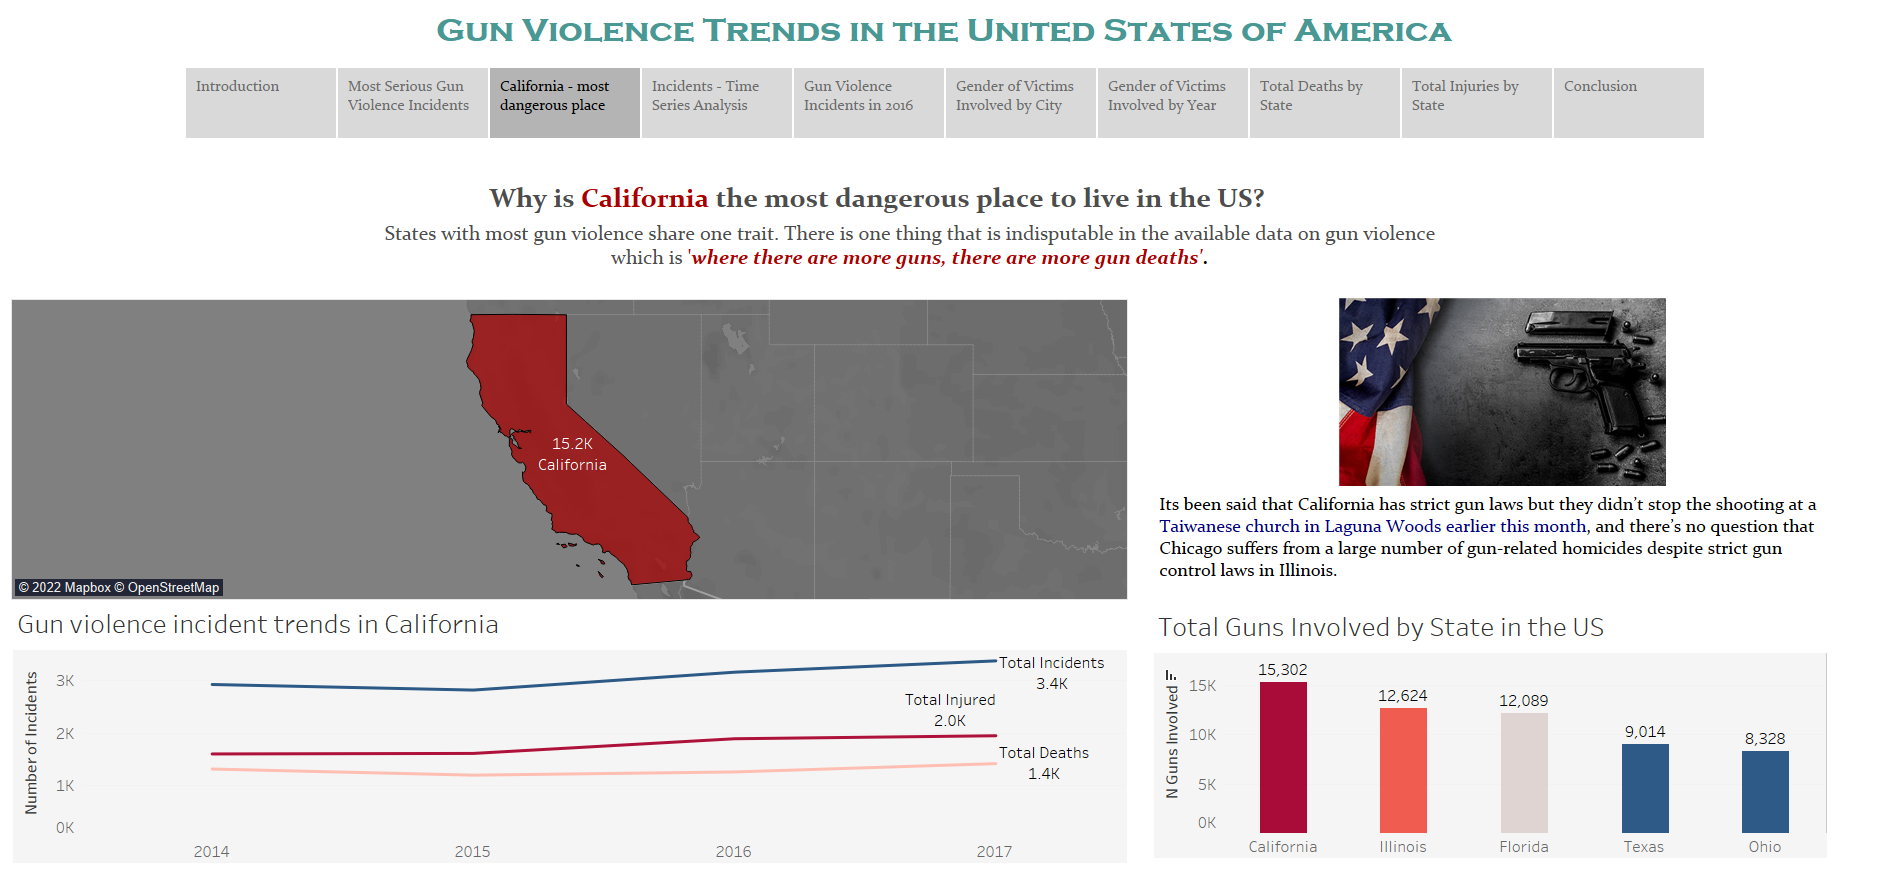 Gun Violence Trends in the United States of America
Introduction
Most Serious Gun
Violence Incidents
California - most
dangerous place
Incidents - Time
Series Analysis
Gun Violence
Incidents in 2016
Gender of Victims
Involved by City
Gender of Victims
Involved by Year
Total Deaths by
State
Total Injuries by
State
Conclusion
Why is California the most dangerous place to live in the US?
States with most gun violence share one trait. There is one thing that is indisputable in the available data on gun violence
which is 'where there are more guns, there are more gun deaths'.
15.2K
California
© 2022 Mapbox © OpenStreetMap
Its been said that California has strict gun laws but they didn’t stop the shooting at a
Taiwanese church in Laguna Woods earlier this month, and there’s no question that
Chicago suffers from a large number of gun-related homicides despite strict gun
control laws in Illinois.
Gun violence incident trends in California
Number of Incidents
3K
2K
1K
0K
Total Incidents
3.4K
Total Injured
2.0K
Total Deaths
1.4K
2014
2015
2016
2017
Total Guns Involved by State in the US
N Guns Involved
15K
10K
5K
0K
15,302
12,624
12,089
9,014
8,328
California
Illinois
Florida
Texas
Ohio